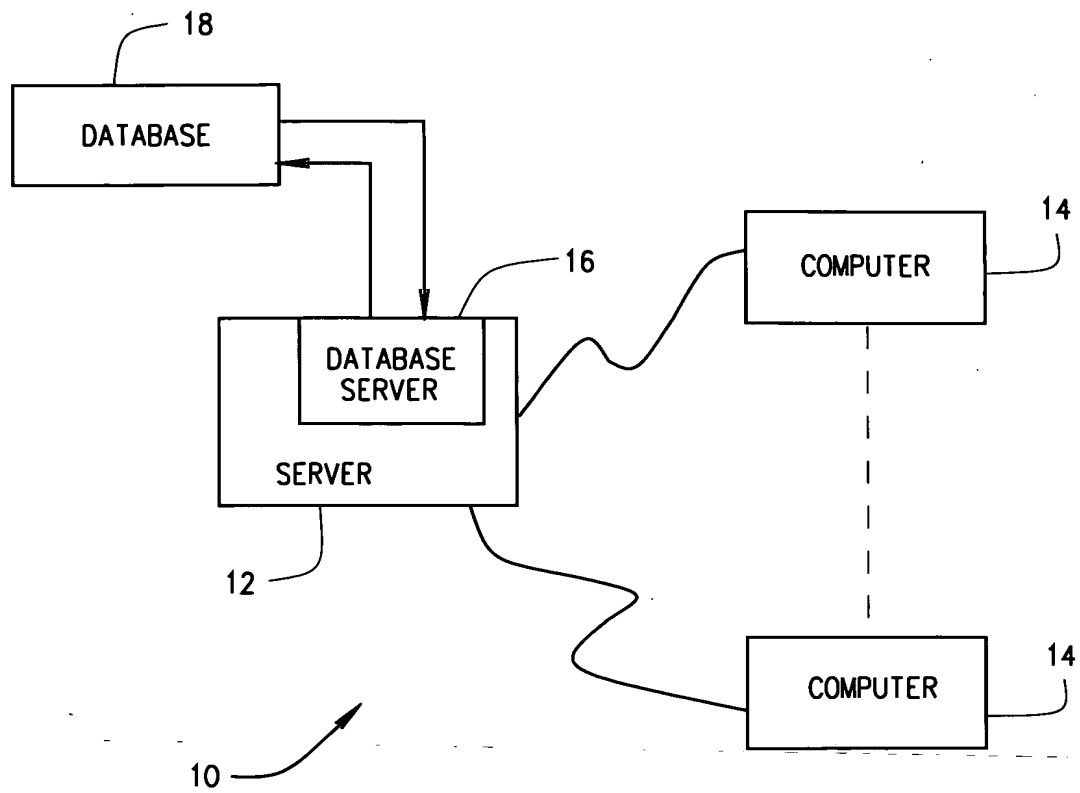 18
DATABASE
14
COMPUTER
16
DATABASE
SERVER
SERVER
12
14
COMPUTER
10